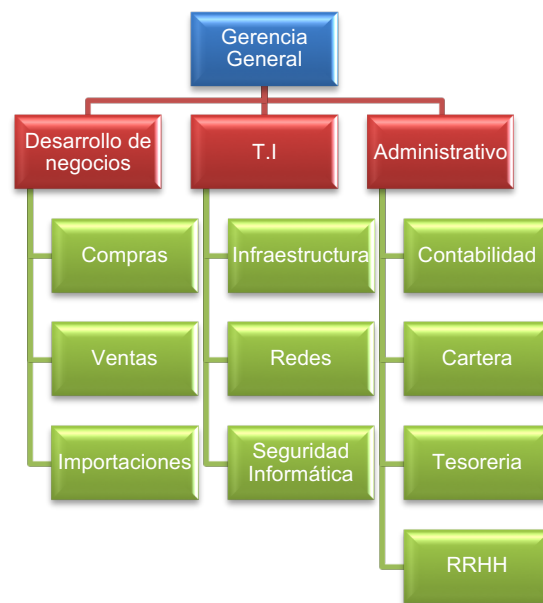 Gerencia
General
Desarrollo de
negocios
T.I
Administrativo
Compras
Infraestructura
Contabilidad
Ventas
Redes
Cartera
Importaciones
Seguridad
Informática
Tesoreria
RRHH